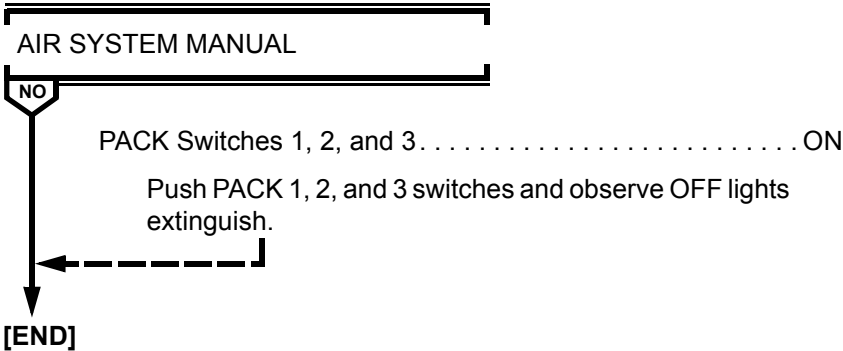 AIR SYSTEM MANUAL
NO
PACK Switches 1, 2, and 3. . . . . . . . . . . . . . . . . . . . . . . . . . ON
Push PACK 1, 2, and 3 switches and observe OFF lights
extinguish.
[END]